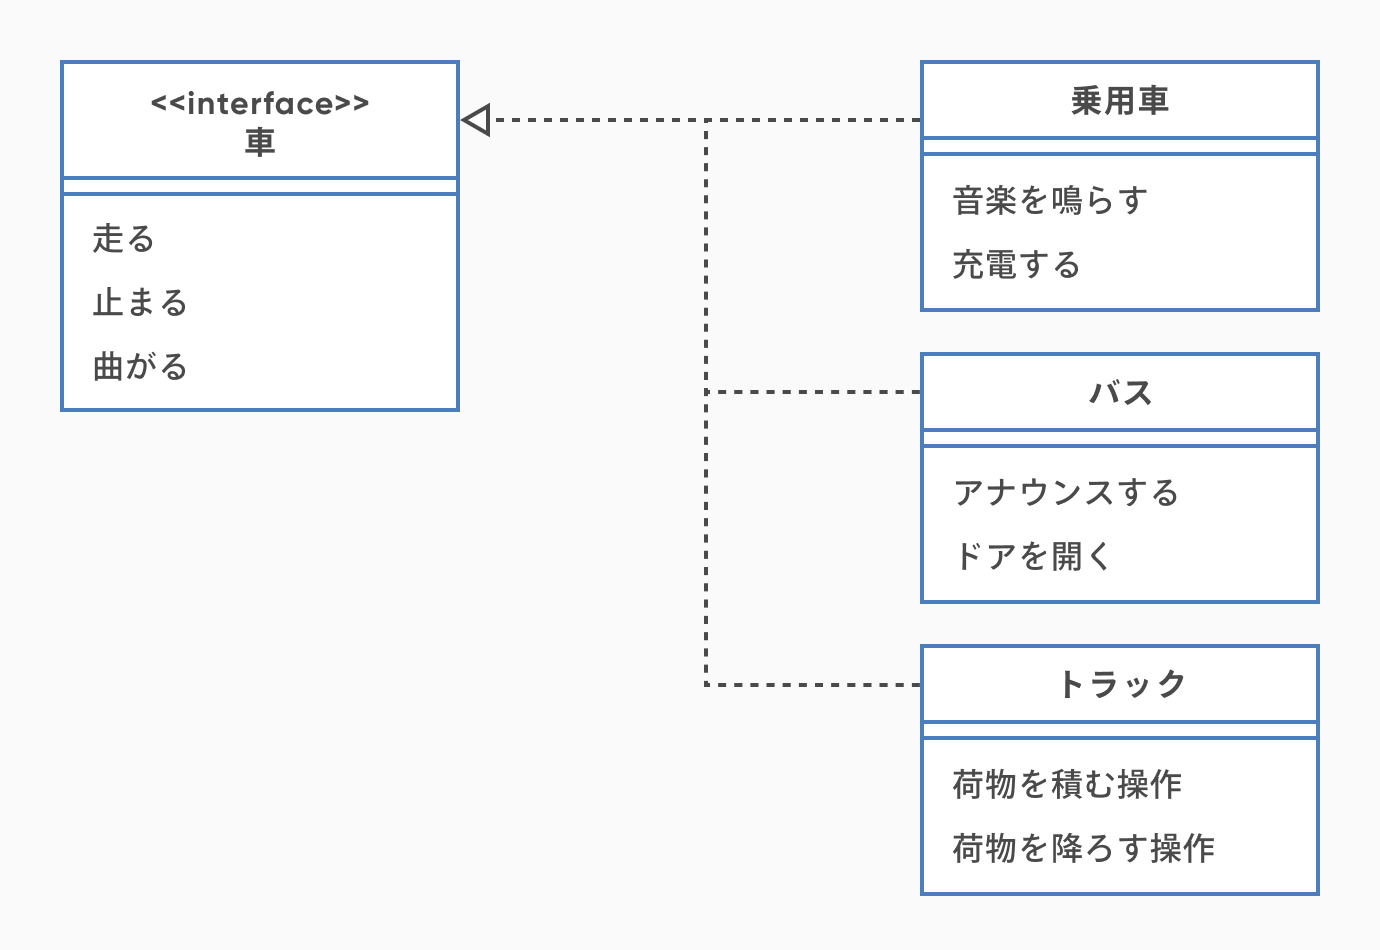 <<interface>>
車
走る
止まる
曲がる
乗用車
音楽を鳴らす
充電する
バス
アナウンスする
ドアを開く
トラック
荷物を積む操作
荷物を降ろす操作